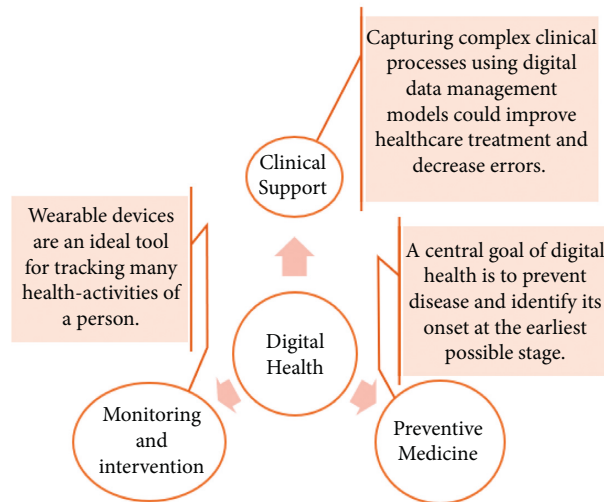 Capturing complex clinical
processes using digital
data management
models could improve
healthcare treatment and
decrease errors.
Clinical
Support
Wearable devices
are an ideal tool
for tracking many
health-activities of
a person.
A central goal of digital
health is to prevent
disease and identify its
onset at the earliest
possible stage.
Digital
Health
Monitoring
and
intervention
Preventive
Medicine